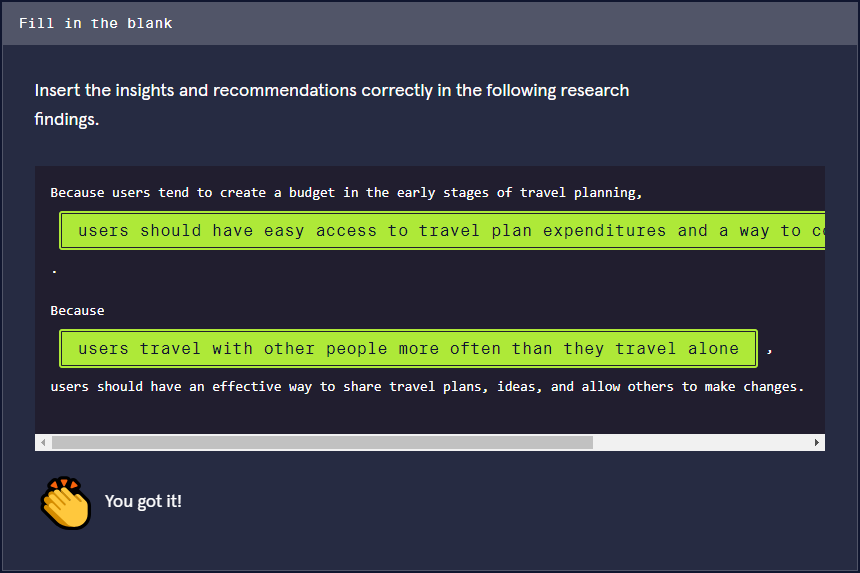 Fill in the blank
Insert the insights and recommendations correctly in the following research
findings.
Because users tend to create a budget in the early stages of travel planning,
users should have easy access to travel plan expenditures and a way to
.
Because
users travel with other people more often than they travel alone ,
users should have an effective way to share travel plans, ideas, and allow others to make changes.
You got it!